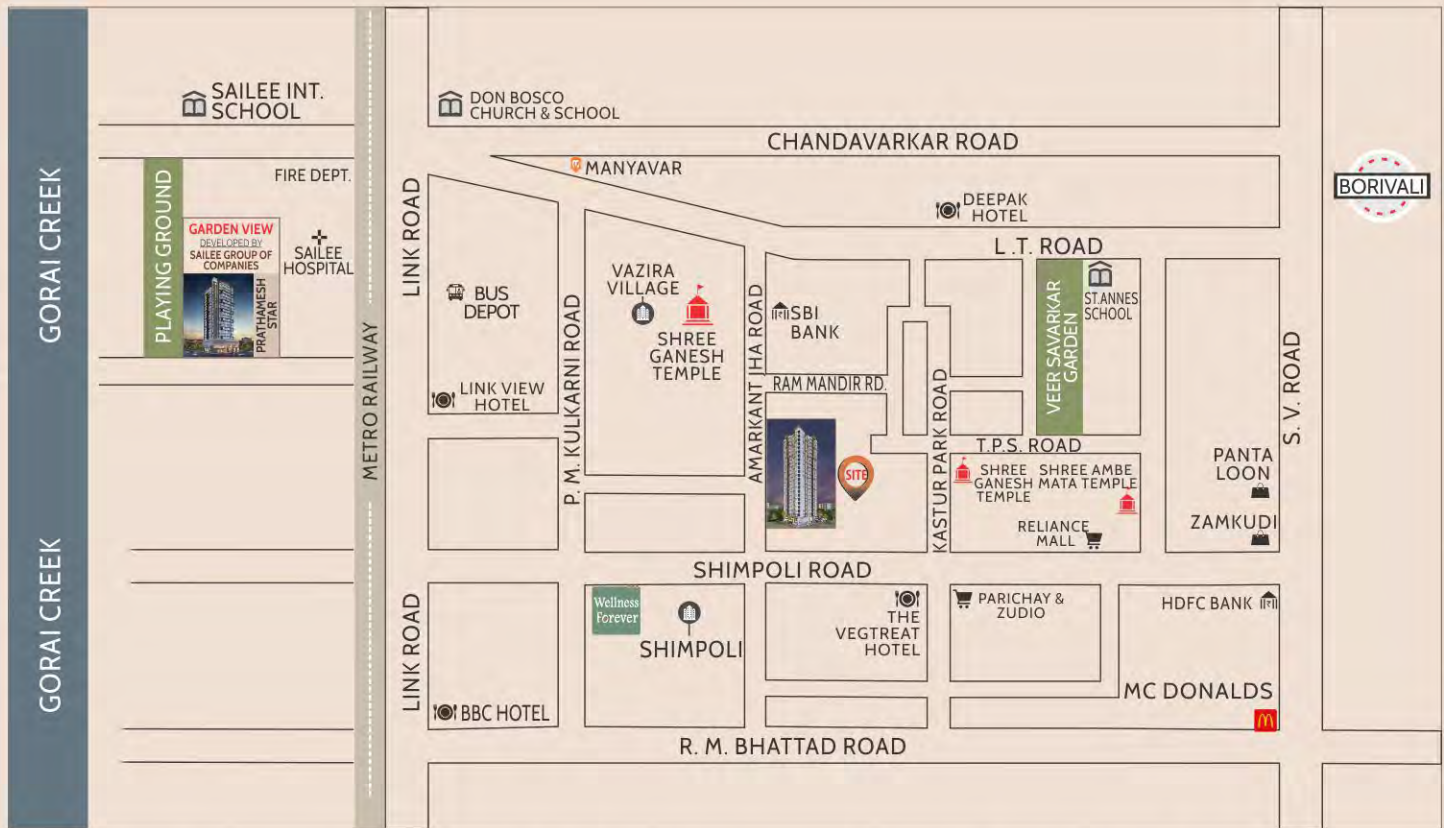 GORAI CREEK
GORAI CREEK
SAILEE INT.
SCHOOL
PLAYING GROUND
FIRE DEPT.
GARDEN VIEW
DEVELOPED BY
SAILEE GROUP OF
COMPANIES
PRATHAMESH
STAR
SAILEE
HOSPITAL
METRO RAILWAY
LINK ROAD
LINK ROAD
DON BOSCO
CHURCH & SCHOOL
CHANDAVARKAR ROAD
MANYAVAR
DEEPAK
HOTEL
L .T. ROAD
BORIVALI
BUS
DEPOT
LINK VIEW
HOTEL
P. M. KULKARNI ROAD
VAZIRA
VILLAGE
SHREE
GANESH
TEMPLE
AMARKANT JHA ROAD
SBI
BANK
RAM MANDIR RD.
SITE
KASTUR PARK ROAD
VEER SAVARKAR
GARDEN
ST.ANNES
SCHOOL
T.P.S. ROAD
SHREE
GANESH
TEMPLE
SHREE AMBE
MATA TEMPLE
RELIANCE
MALL
PANTA
LOON
ZAMKUDI
S. V. ROAD
SHIMPOLI ROAD
Wellness
Forever
SHIMPOLI
THE
VEGTREAT
HOTEL
PARICHAY &
ZUDIO
HDFC BANK
MC DONALDS
BBC HOTEL
R. M. BHATTAD ROAD